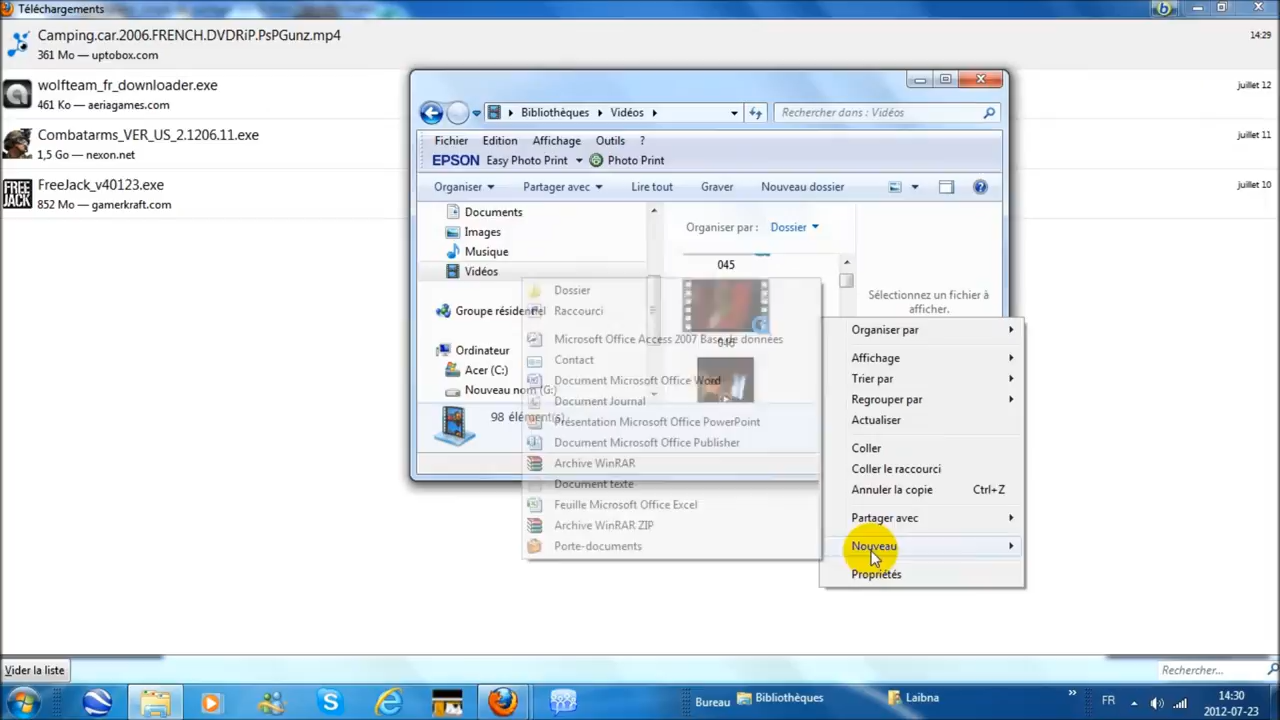 Téléchargements
Camping.car.2006.FRENCH.DVDRiP.PsPGunz.mp4
14:29
361 Mo — uptobox.com
wolfteam_fr_downloader.exe
juillet 12
461 Ko — aeriagames.com
Combatarms_VER_US_2.1206.11.exe
juillet 11
1,5 Go — nexon.net
FreeJack_v40123.exe
juillet 10
852 Mo — gamerkraft.com
FREE
JACK
Bibliothèques
Vidéos
Rechercher dans : Vidéos
Fichier Edition Affichage Outils ?
EPSON Easy Photo Print Photo Print
Organiser Partager avec Lire tout Graver Nouveau dossier
Documents
Images
Musique
Vidéos
Groupe résidentiel
Ordinateur
Acer (C:)
Nouveau nom (G:)
98 élément(s)
Organiser par : Dossier
045
046
Sélectionnez un fichier à
afficher.
Dossier
Raccourci
Microsoft Office Access 2007 Base de données
Contact
Document Microsoft Office Word
Document Journal
Présentation Microsoft Office PowerPoint
Document Microsoft Office Publisher
Archive WinRAR
Document texte
Feuille Microsoft Office Excel
Archive WinRAR ZIP
Porte-documents
Organiser par
Affichage
Trier par
Regrouper par
Actualiser
Coller
Coller le raccourci
Annuler la copie Ctrl+Z
Partager avec
Nouveau
Propriétés
Vider la liste
Rechercher...
Bureau
Bibliothèques
Laibna
FR
14:30
2012-07-23